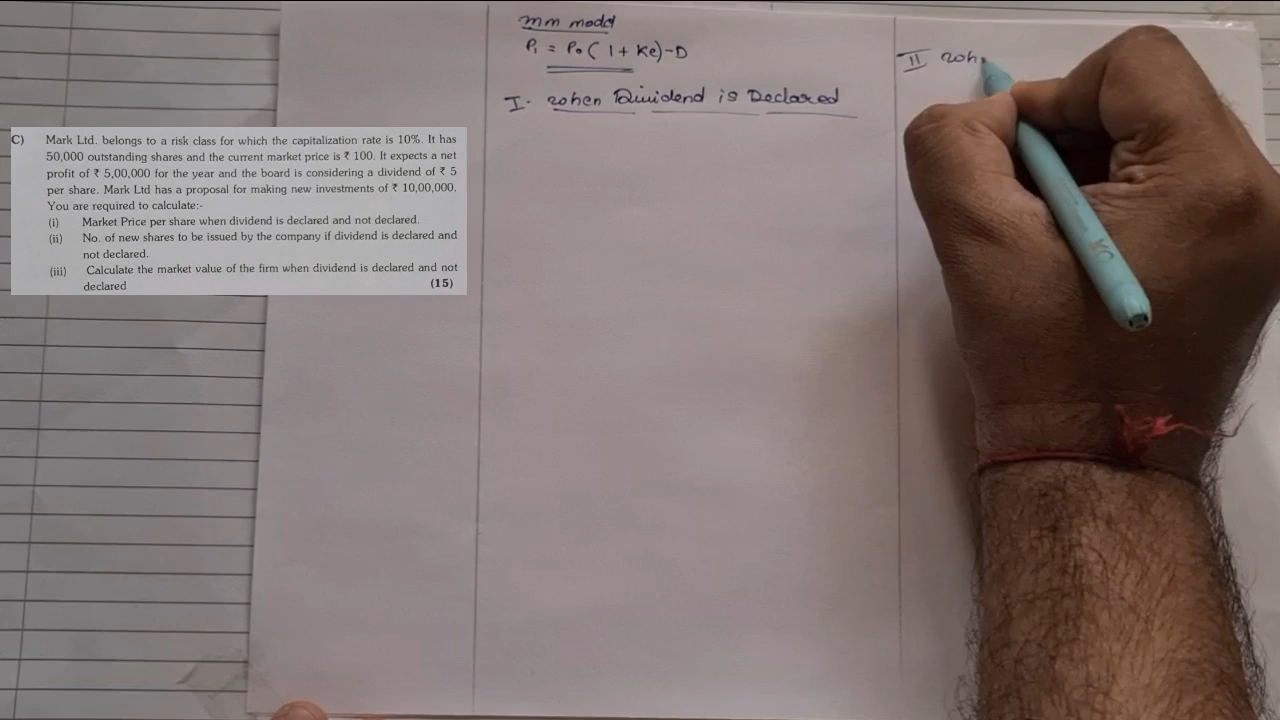 mm model
P₁ = P₀ ( 1 + Ke) - D
I. when Dividend is Declared
II wh
C) Mark Ltd. belongs to a risk class for which the capitalization rate is 10%. It has
50,000 outstanding shares and the current market price is ₹ 100. It expects a net
profit of ₹ 5,00,000 for the year and the board is considering a dividend of ₹ 5
per share. Mark Ltd has a proposal for making new investments of ₹ 10,00,000.
You are required to calculate:-
(i) Market Price per share when dividend is declared and not declared.
(ii) No. of new shares to be issued by the company if dividend is declared and
not declared.
(iii) Calculate the market value of the firm when dividend is declared and not
declared (15)